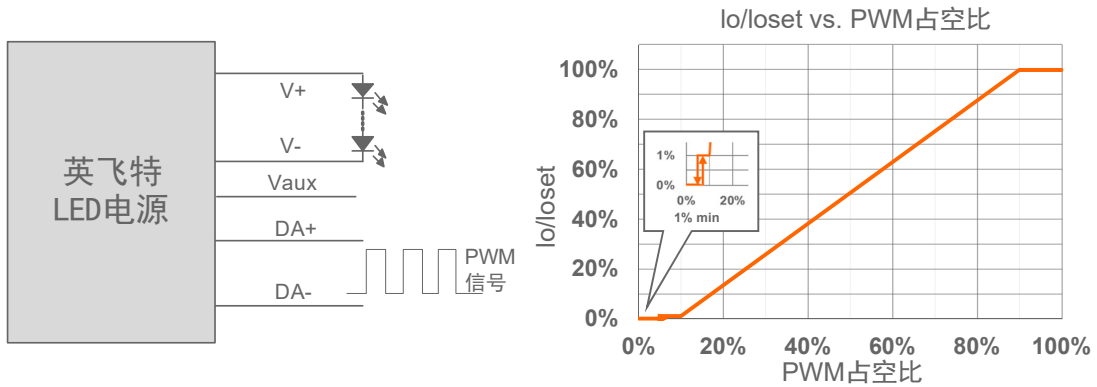 英飞特
LED电源
V+
V-
Vaux
DA+
DA-
PWM
信号
Io/Ioset vs. PWM占空比
Io/Ioset
100%
80%
60%
40%
20%
0%
1%
0%
0% 20%
1% min
0% 20% 40% 60% 80% 100%
PWM占空比